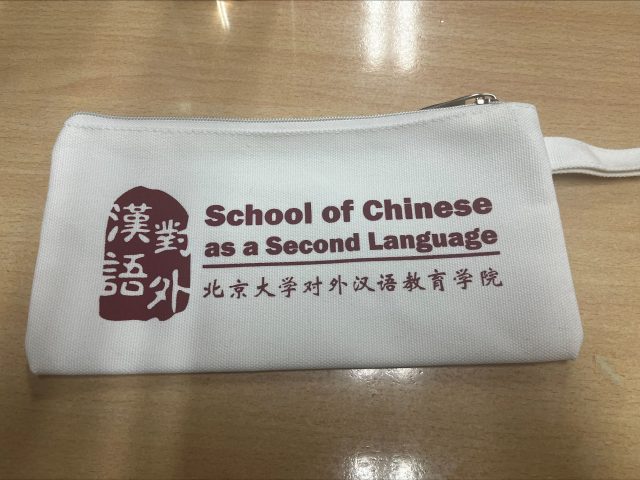 對外
漢語
School of Chinese
as a Second Language
北京大学对外汉语教育学院